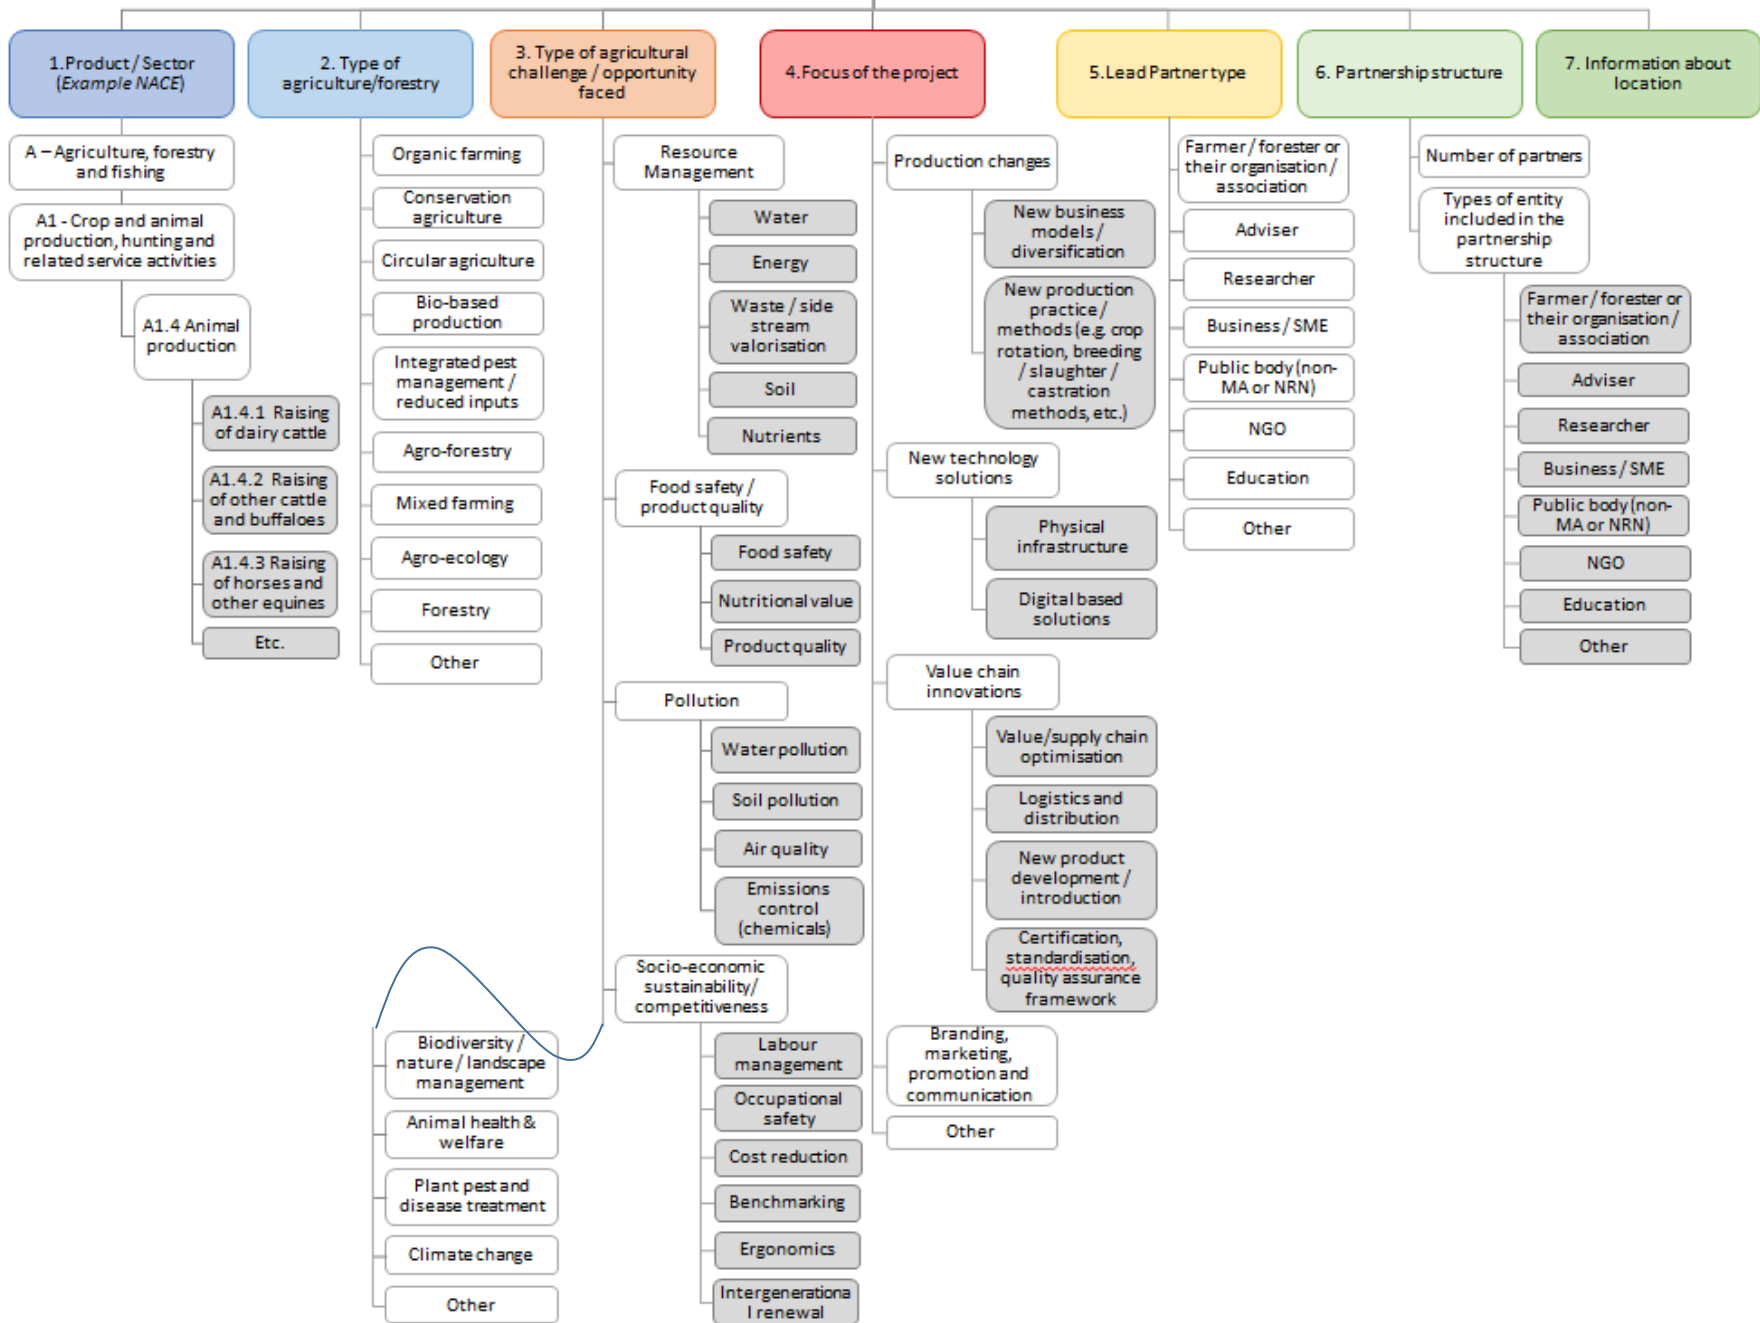 1.Product / Sector
(Example NACE)
A – Agriculture, forestry
and fishing
A1 - Crop and animal
production, hunting and
related service activities
A1.4 Animal
production
A1.4.1 Raising
of dairy cattle
A1.4.2 Raising
of other cattle
and buffaloes
A1.4.3 Raising
of horses and
other equines
Etc.
2. Type of
agriculture/forestry
Organic farming
Conservation
agriculture
Circular agriculture
Bio-based
production
Integrated pest
management /
reduced inputs
Agro-forestry
Mixed farming
Agro-ecology
Forestry
Other
3. Type of agricultural
challenge / opportunity
faced
Resource
Management
Water
Energy
Waste / side
stream
valorisation
Soil
Nutrients
Food safety /
product quality
Food safety
Nutritional value
Product quality
Pollution
Water pollution
Soil pollution
Air quality
Emissions
control
(chemicals)
Socio-economic
sustainability/
competitiveness
Labour
management
Occupational
safety
Cost reduction
Benchmarking
Ergonomics
Intergenerationa
l renewal
Biodiversity /
nature / landscape
management
Animal health &
welfare
Plant pest and
disease treatment
Climate change
Other
4.Focus of the project
Production changes
New business
models /
diversification
New production
practice /
methods (e.g. crop
rotation, breeding
/ slaughter /
castration
methods, etc.)
New technology
solutions
Physical
infrastructure
Digital based
solutions
Value chain
innovations
Value/supply chain
optimisation
Logistics and
distribution
New product
development /
introduction
Certification,
standardisation,
quality assurance
framework
Branding,
marketing,
promotion and
communication
Other
5.Lead Partner type
Farmer / forester or
their organisation /
association
Adviser
Researcher
Business / SME
Public body (non-
MA or NRN)
NGO
Education
Other
6. Partnership structure
Number of partners
Types of entity
included in the
partnership
structure
Farmer / forester or
their organisation /
association
Adviser
Researcher
Business / SME
Public body (non-
MA or NRN)
NGO
Education
Other
7. Information about
location